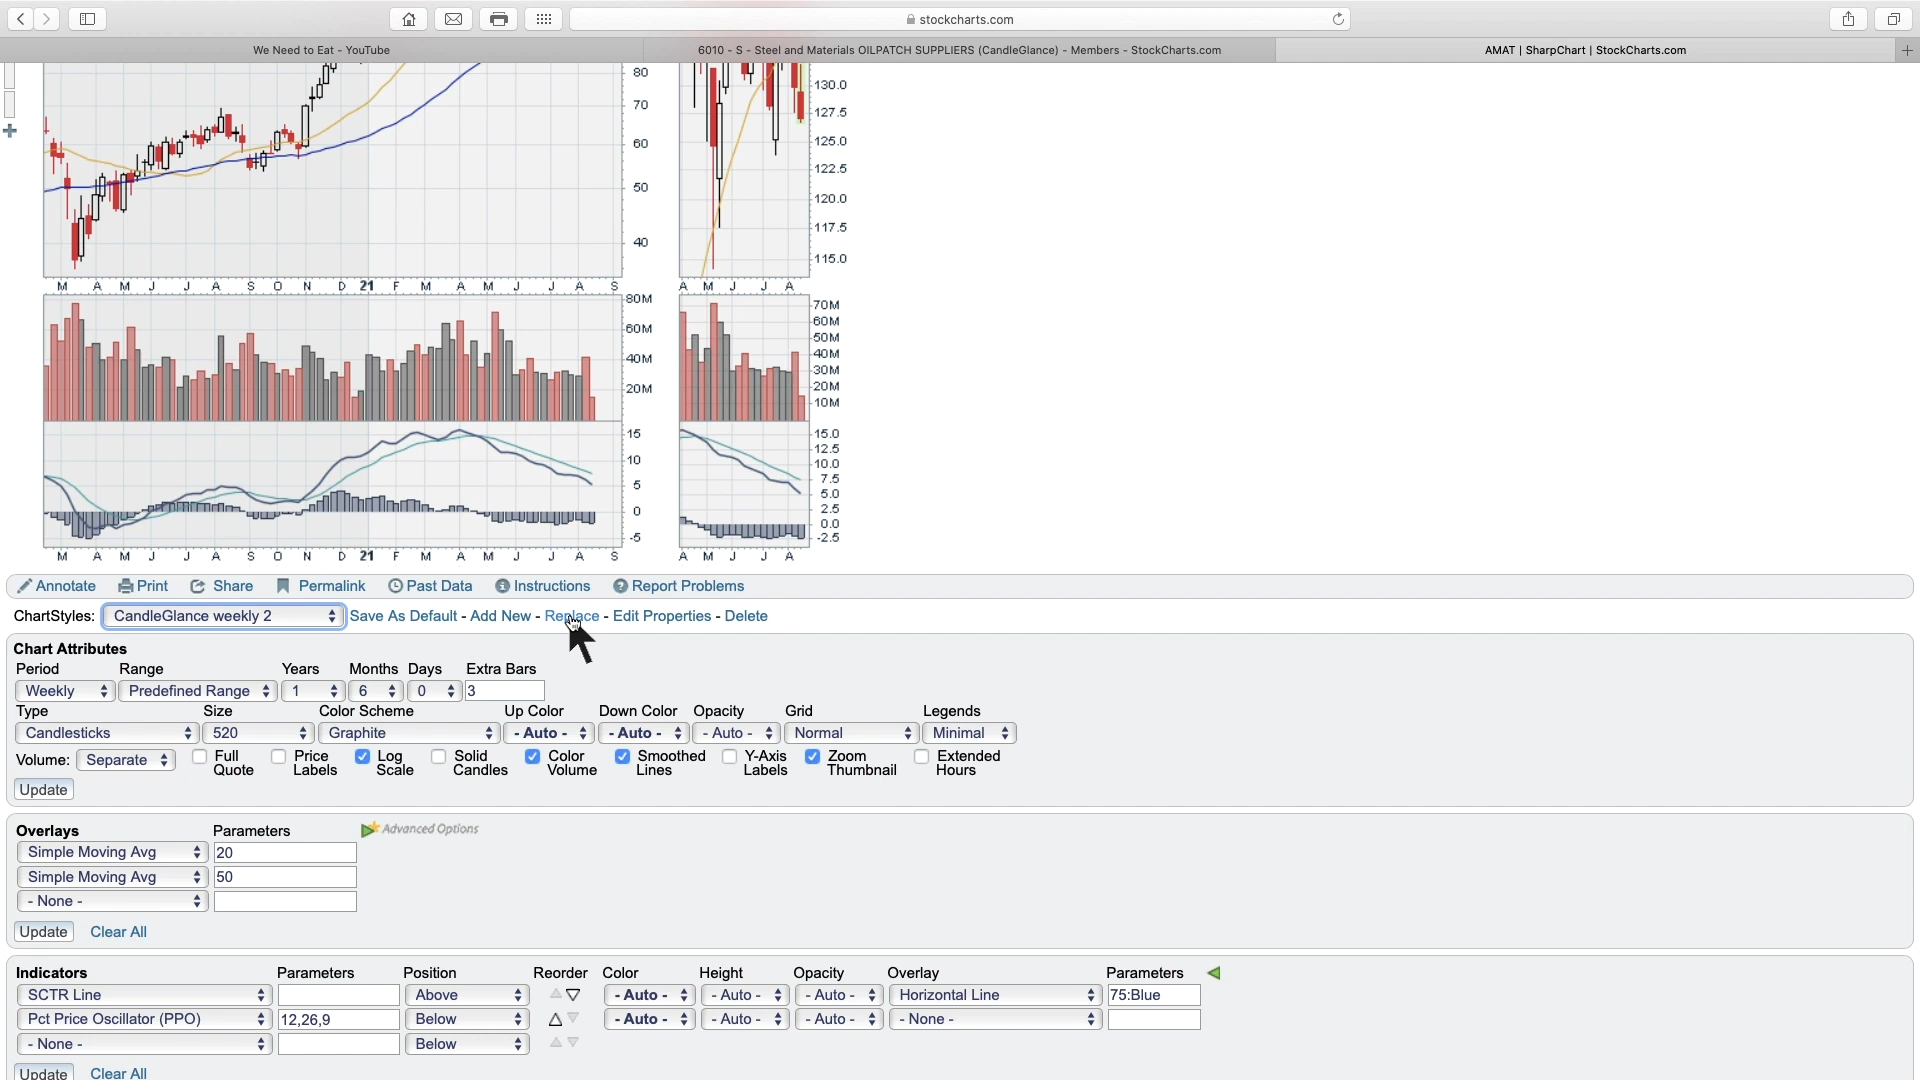 stockcharts.com
We Need to Eat - YouTube
6010 - S - Steel and Materials OILPATCH SUPPLIERS (CandleGlance) - Members - StockCharts.com
AMAT | SharpChart | StockCharts.com
80
70
60
50
40
130.0
127.5
125.0
122.5
120.0
117.5
115.0
M A M J J A S O N D 21 F M A M J J A S
A M J J A
80M
60M
40M
20M
70M
60M
50M
40M
30M
20M
10M
15
10
5
0
-5
15.0
12.5
10.0
7.5
5.0
2.5
0.0
-2.5
M A M J J A S O N D 21 F M A M J J A S
A M J J A
Annotate Print Share Permalink Past Data Instructions Report Problems
ChartStyles: CandleGlance weekly 2 Save As Default - Add New - Replace - Edit Properties - Delete
Chart Attributes
Period Range Years Months Days Extra Bars
Weekly Predefined Range 1 6 0 3
Type Size Color Scheme Up Color Down Color Opacity Grid Legends
Candlesticks 520 Graphite - Auto - - Auto - - Auto - Normal Minimal
Volume: Separate Full Quote Price Labels Log Scale Solid Candles Color Volume Smoothed Lines Y-Axis Labels Zoom Thumbnail Extended Hours
Update
Overlays Parameters Advanced Options
Simple Moving Avg 20
Simple Moving Avg 50
- None -
Update Clear All
Indicators Parameters Position Reorder Color Height Opacity Overlay Parameters
SCTR Line Above - Auto - - Auto - - Auto - Horizontal Line 75:Blue
Pct Price Oscillator (PPO) 12,26,9 Below - Auto - - Auto - - Auto - - None -
- None - Below
Update Clear All